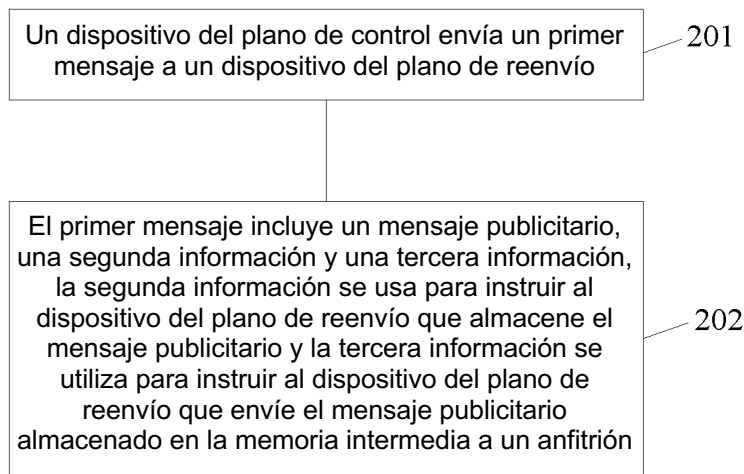 Un dispositivo del plano de control envía un primer
mensaje a un dispositivo del plano de reenvío
201
El primer mensaje incluye un mensaje publicitario,
una segunda información y una tercera información,
la segunda información se usa para instruir al
dispositivo del plano de reenvío que almacene el
mensaje publicitario y la tercera información se
utiliza para instruir al dispositivo del plano de
reenvío que envíe el mensaje publicitario
almacenado en la memoria intermedia a un anfitrión
202